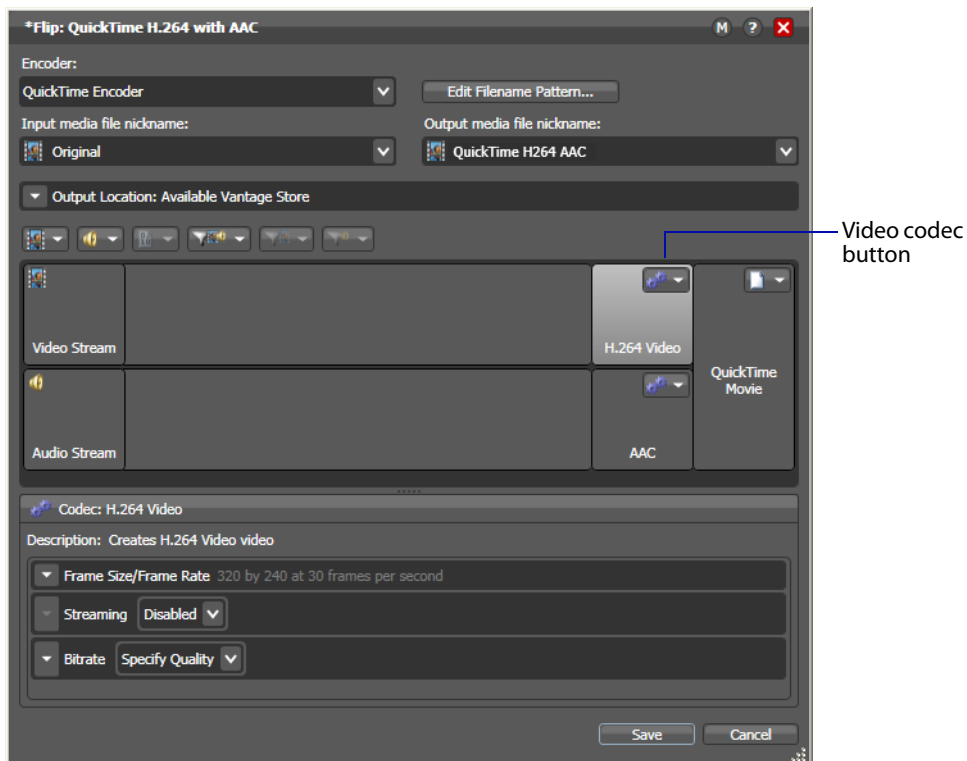 *Flip: QuickTime H.264 with AAC
M ?
Encoder:
QuickTime Encoder
Edit Filename Pattern...
Input media file nickname:
Output media file nickname:
Original
QuickTime H264 AAC
Output Location: Available Vantage Store
Video codec
button
Video Stream
H.264 Video
QuickTime
Movie
Audio Stream
AAC
Codec: H.264 Video
Description: Creates H.264 Video video
Frame Size/Frame Rate 320 by 240 at 30 frames per second
Streaming Disabled
Bitrate Specify Quality
Save
Cancel